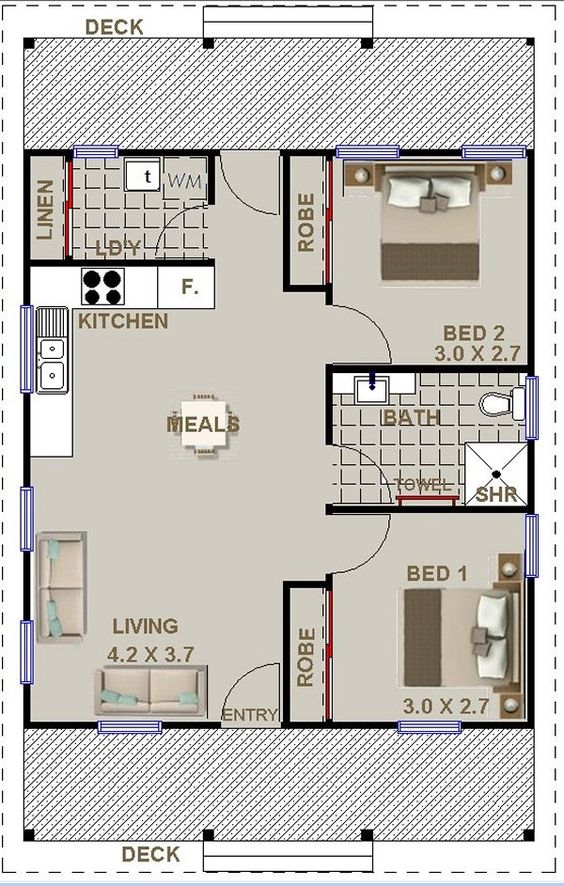 DECK
LINEN
t
WM
LD'Y
ROBE
F.
KITCHEN
BED 2
3.0 X 2.7
MEALS
BATH
TOWEL
SHR
BED 1
LIVING
4.2 X 3.7
ROBE
3.0 X 2.7
ENTRY
DECK